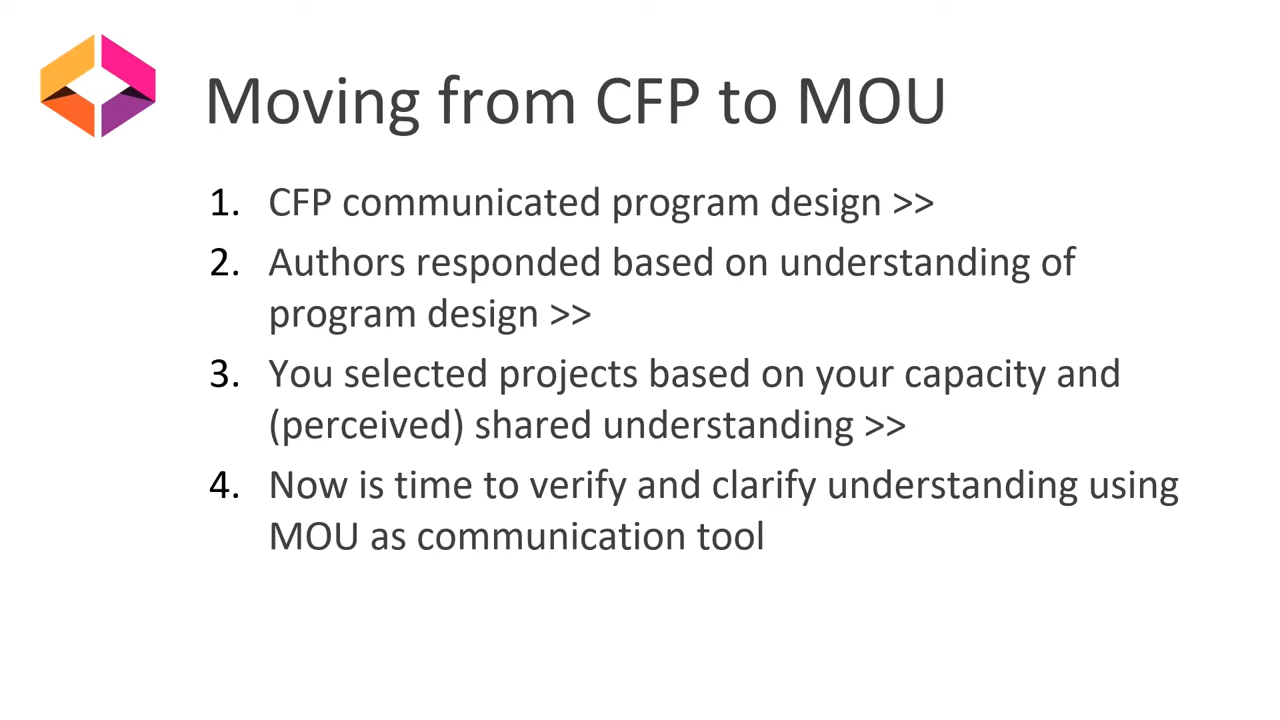 Moving from CFP to MOU
1. CFP communicated program design >>
2. Authors responded based on understanding of
program design >>
3. You selected projects based on your capacity and
(perceived) shared understanding >>
4. Now is time to verify and clarify understanding using
MOU as communication tool